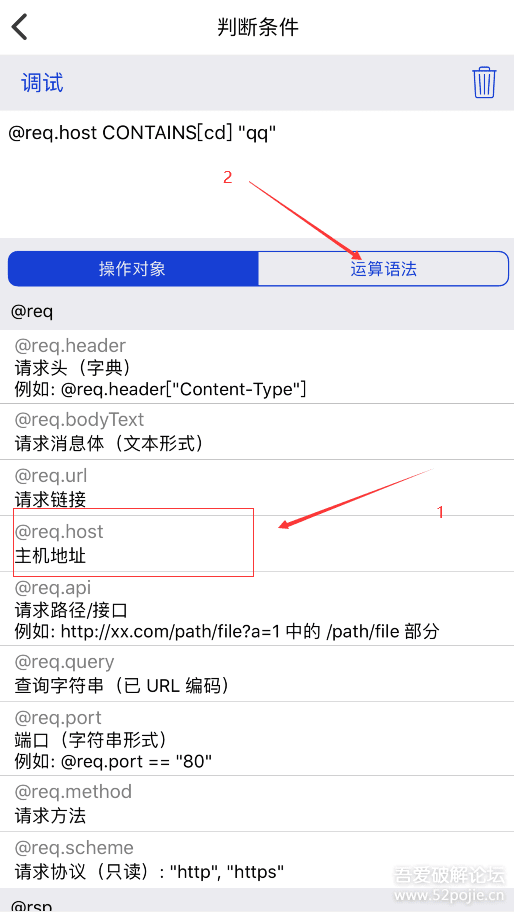 判断条件
调试
@req.host CONTAINS[cd] "qq"
2
操作对象
运算语法
@req
@req.header
请求头（字典）
例如: @req.header["Content-Type"]
@req.bodyText
请求消息体（文本形式）
@req.url
请求链接
1
@req.host
主机地址
@req.api
请求路径/接口
例如: http://xx.com/path/file?a=1 中的 /path/file 部分
@req.query
查询字符串（已 URL 编码）
@req.port
端口（字符串形式）
例如: @req.port == "80"
@req.method
请求方法
@req.scheme
请求协议（只读）: "http", "https"
@rsp
吾爱破解论坛
www.52pojie.cn